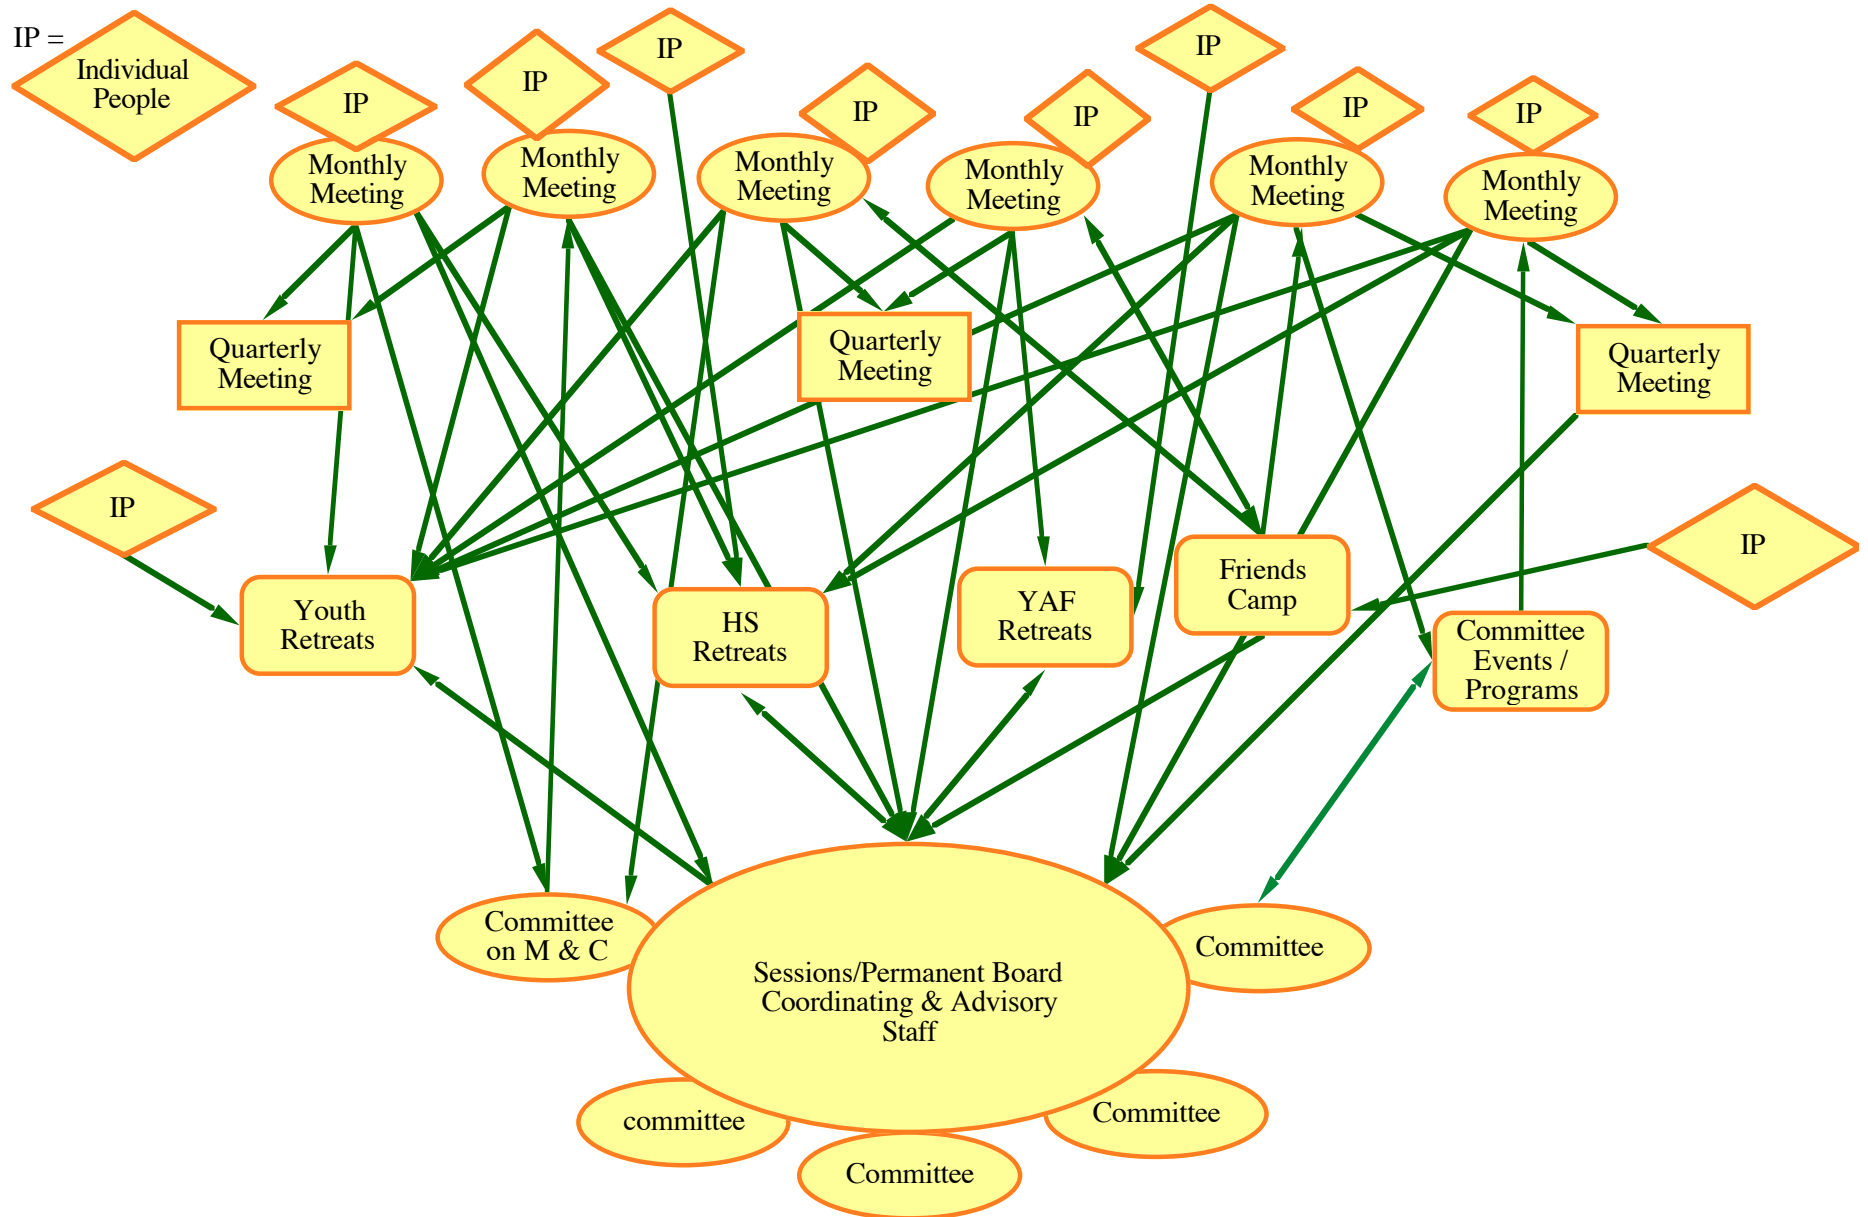 IP =
Individual
People
IP
IP
IP
IP
IP
IP
IP
IP
Monthly
Meeting
Monthly
Meeting
Monthly
Meeting
Monthly
Meeting
Monthly
Meeting
Monthly
Meeting
Quarterly
Meeting
Quarterly
Meeting
Quarterly
Meeting
IP
IP
Youth
Retreats
HS
Retreats
YAF
Retreats
Friends
Camp
Committee
Events /
Programs
Committee
on M & C
Sessions/Permanent Board
Coordinating & Advisory
Staff
Committee
committee
Committee
Committee